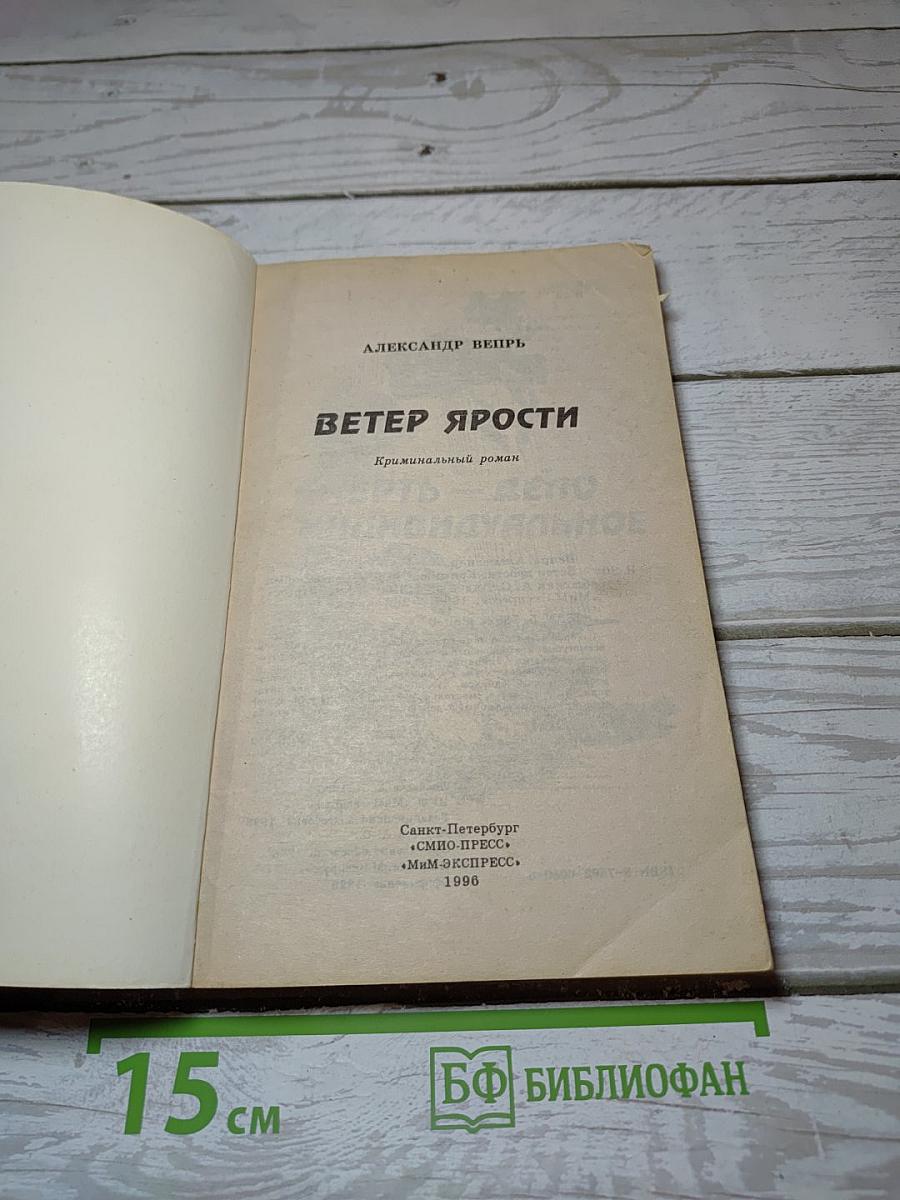 АЛЕКСАНДР ВЕПРЬ
ВЕТЕР ЯРОСТИ
Криминальный роман
Санкт-Петербург
«СМИО-ПРЕСС»
«МиМ-ЭКСПРЕСС»
1996
15 см
БФ БИБЛИОФАН